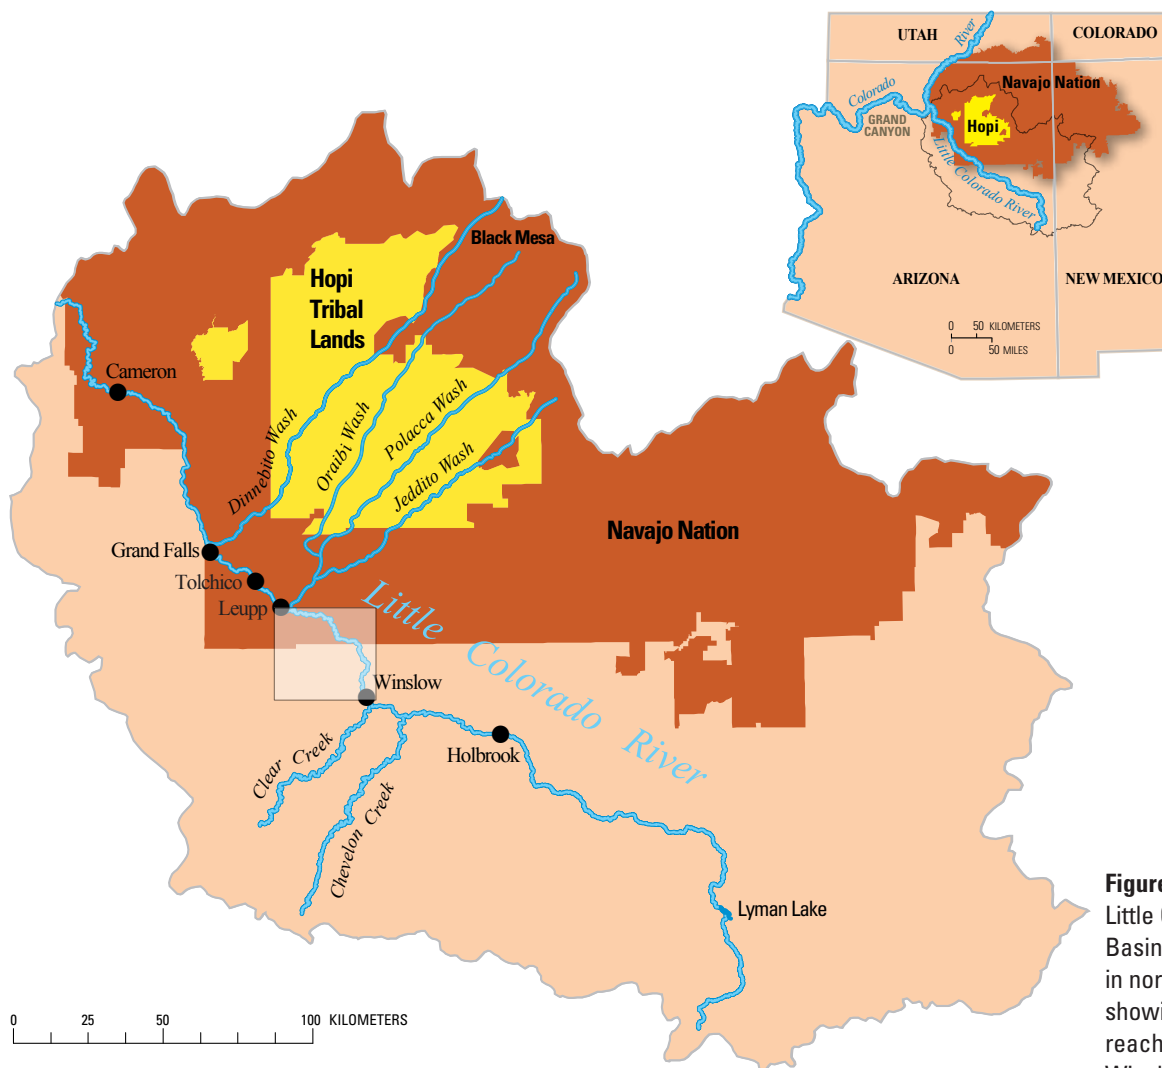 UTAH
COLORADO
River
Navajo Nation
Colorado
GRAND
CANYON
Hopi
Little Colorado River
ARIZONA
NEW MEXICO
0 50 KILOMETERS
0 50 MILES
Black Mesa
Hopi
Tribal
Lands
Cameron
Dinnebito Wash
Oraibi Wash
Polacca Wash
Jeddito Wash
Navajo Nation
Grand Falls
Tolchico
Leupp
Little Colorado River
Winslow
Holbrook
Clear Creek
Chevelon Creek
Lyman Lake
0 25 50 100 KILOMETERS
Figure
Little
Basin
in nor
showi
reach